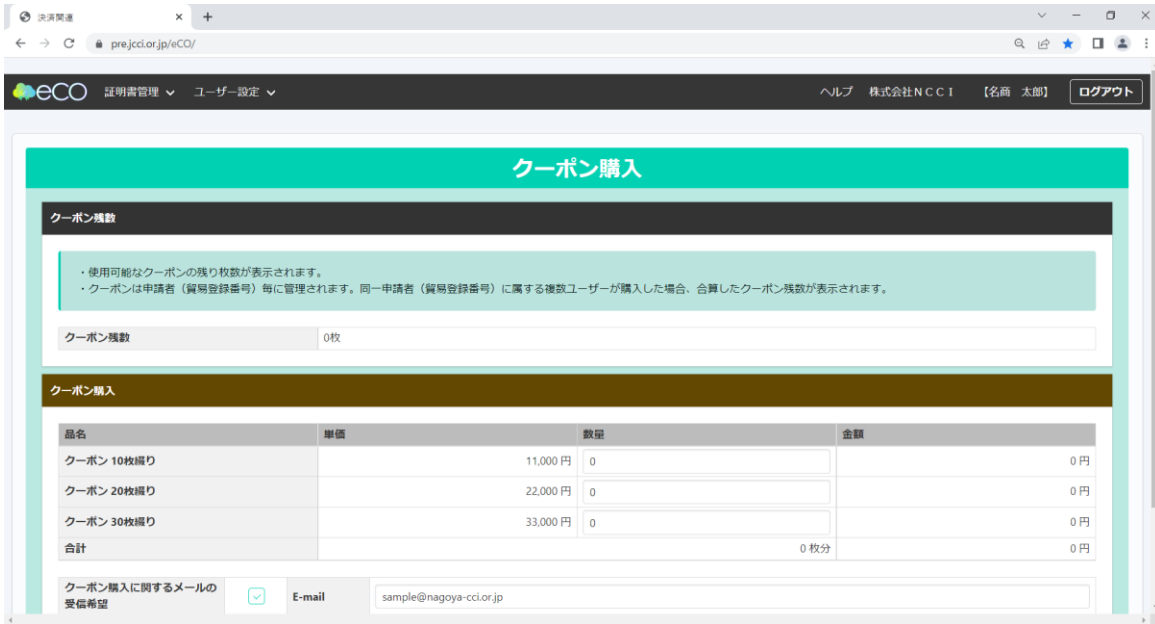 決済関連
pre.jcci.or.jp/eCO/
eCO 証明書管理 ユーザー設定 ヘルプ 株式会社ＮＣＣＩ 【名商 太郎】 ログアウト
クーポン購入
クーポン残数
・使用可能なクーポンの残り枚数が表示されます。
・クーポンは申請者（貿易登録番号）毎に管理されます。同一申請者（貿易登録番号）に属する複数ユーザーが購入した場合、合算したクーポン残数が表示されます。
クーポン残数 0枚
クーポン購入
品名 単価 数量 金額
クーポン 10枚綴り 11,000 円 0 0 円
クーポン 20枚綴り 22,000 円 0 0 円
クーポン 30枚綴り 33,000 円 0 0 円
合計 0 枚分 0 円
クーポン購入に関するメールの
受信希望 E-mail sample@nagoya-cci.or.jp